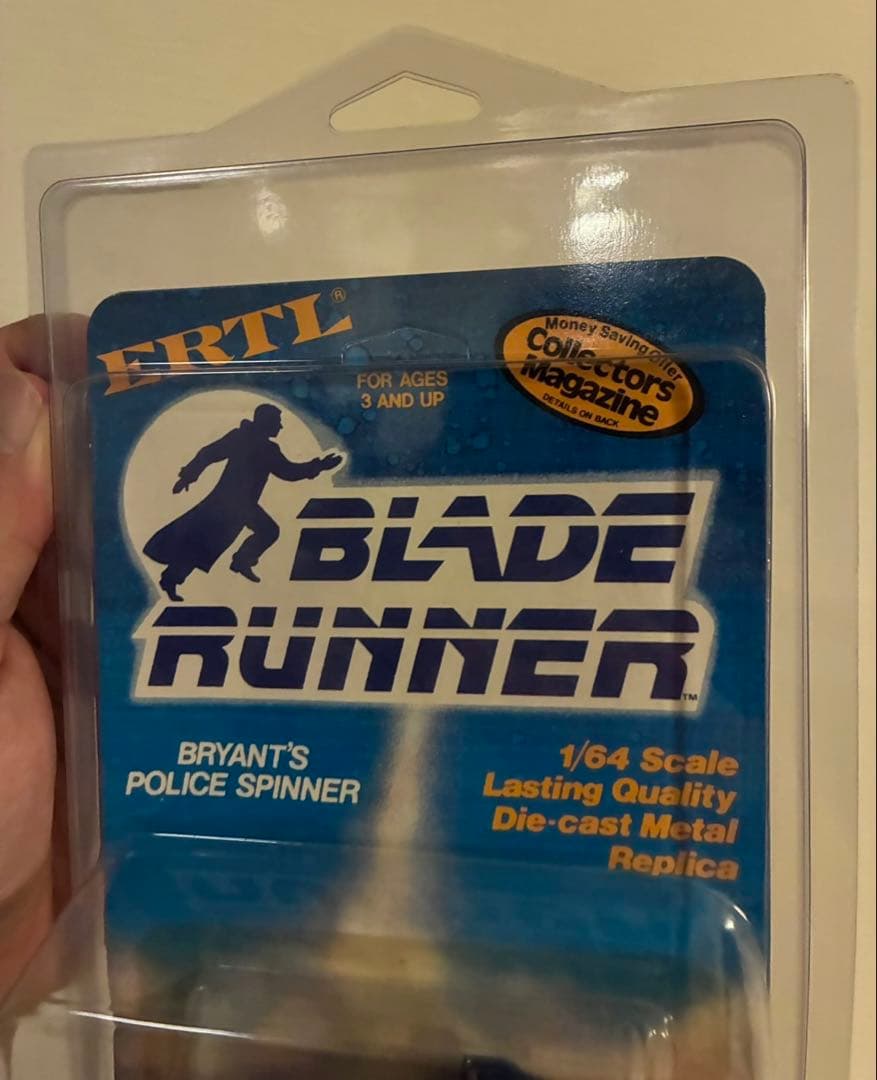 ERTL®
Money Saving Offer
Collectors
Magazine
DETAILS ON BACK
FOR AGES
3 AND UP
BLADE
RUNNER™
BRYANT'S
POLICE SPINNER
1/64 Scale
Lasting Quality
Die-cast Metal
Replica